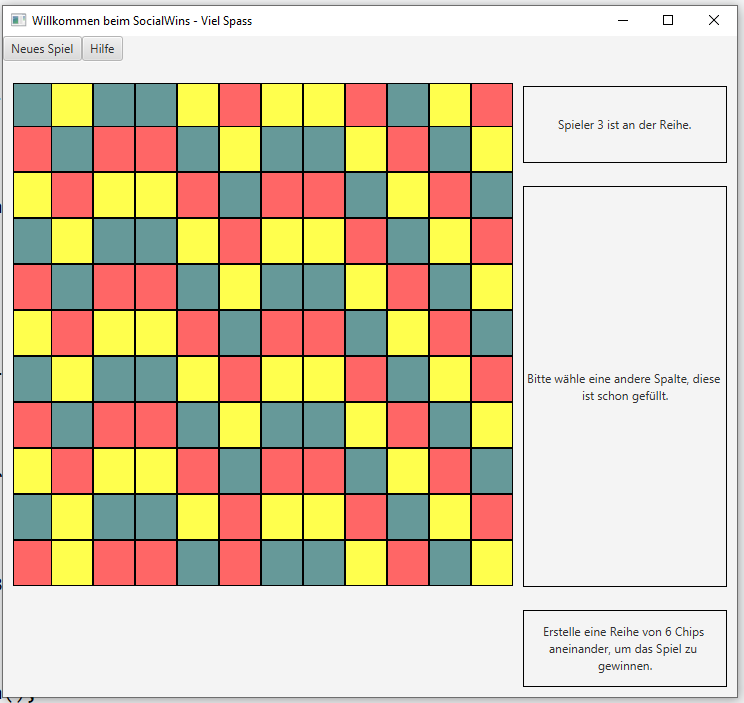 Willkommen beim SocialWins - Viel Spass
Neues Spiel
Hilfe
Spieler 3 ist an der Reihe.
Bitte wähle eine andere Spalte, diese
ist schon gefüllt.
Erstelle eine Reihe von 6 Chips
aneinander, um das Spiel zu
gewinnen.